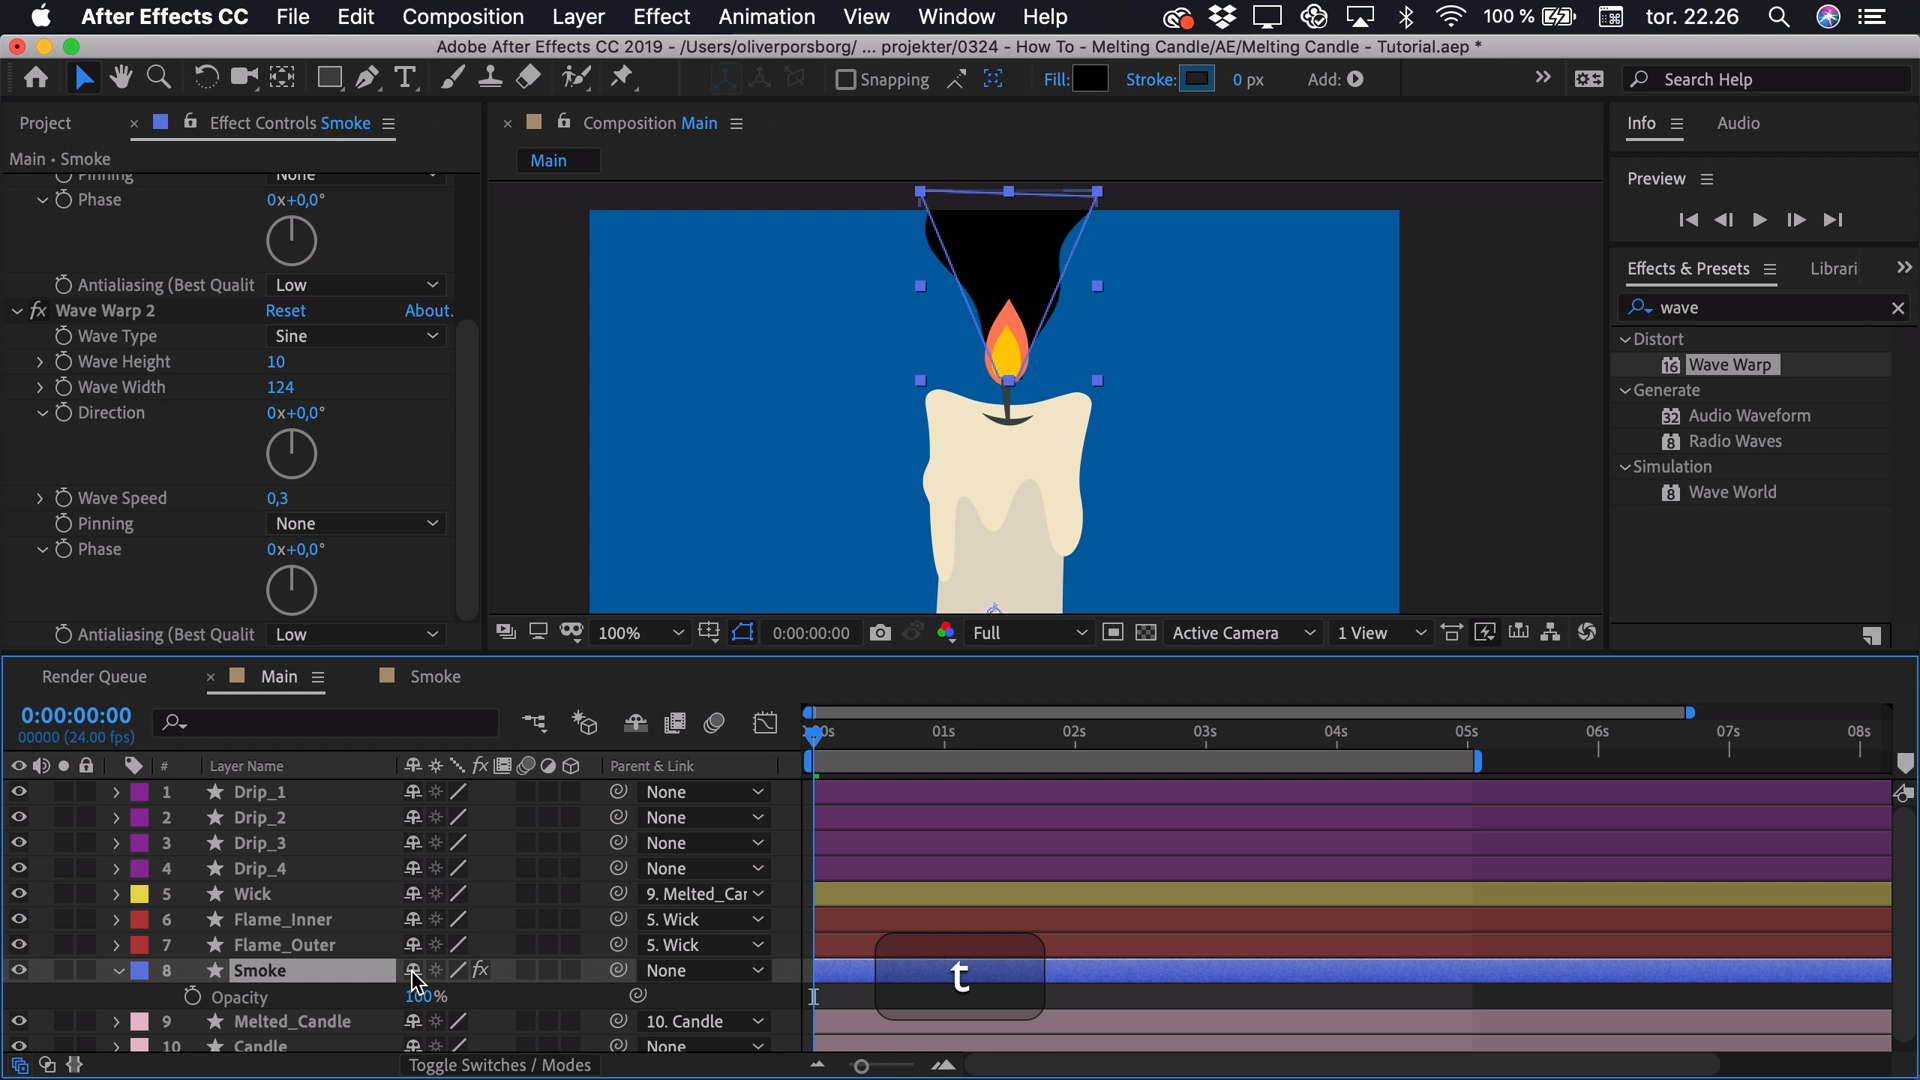 After Effects CC File Edit Composition Layer Effect Animation View Window Help 100 % tor. 22.26
Adobe After Effects CC 2019 - /Users/oliverporsborg/ ... projekter/0324 - How To - Melting Candle/AE/Melting Candle - Tutorial.aep *
Snapping Fill: Stroke: 0 px Add: Search Help
Project Effect Controls Smoke
Main • Smoke
Pinning None
Phase 0x+0,0°
Antialiasing (Best Qualit Low
fx Wave Warp 2 Reset About.
Wave Type Sine
Wave Height 10
Wave Width 124
Direction 0x+0,0°
Wave Speed 0,3
Pinning None
Phase 0x+0,0°
Antialiasing (Best Qualit Low
Composition Main
Main
100% 0:00:00:00 Full Active Camera 1 View
Info Audio
Preview
Effects & Presets Librari
wave
Distort
16 Wave Warp
Generate
32 Audio Waveform
8 Radio Waves
Simulation
8 Wave World
Render Queue Main Smoke
0:00:00:00
00000 (24.00 fps)
# Layer Name fx Parent & Link
00s 01s 02s 03s 04s 05s 06s 07s 08s
1 Drip_1 None
2 Drip_2 None
3 Drip_3 None
4 Drip_4 None
5 Wick 9. Melted_Car
6 Flame_Inner 5. Wick
7 Flame_Outer 5. Wick
8 Smoke fx None
Opacity 100%
9 Melted_Candle 10. Candle
10 Candle None
t
Toggle Switches / Modes